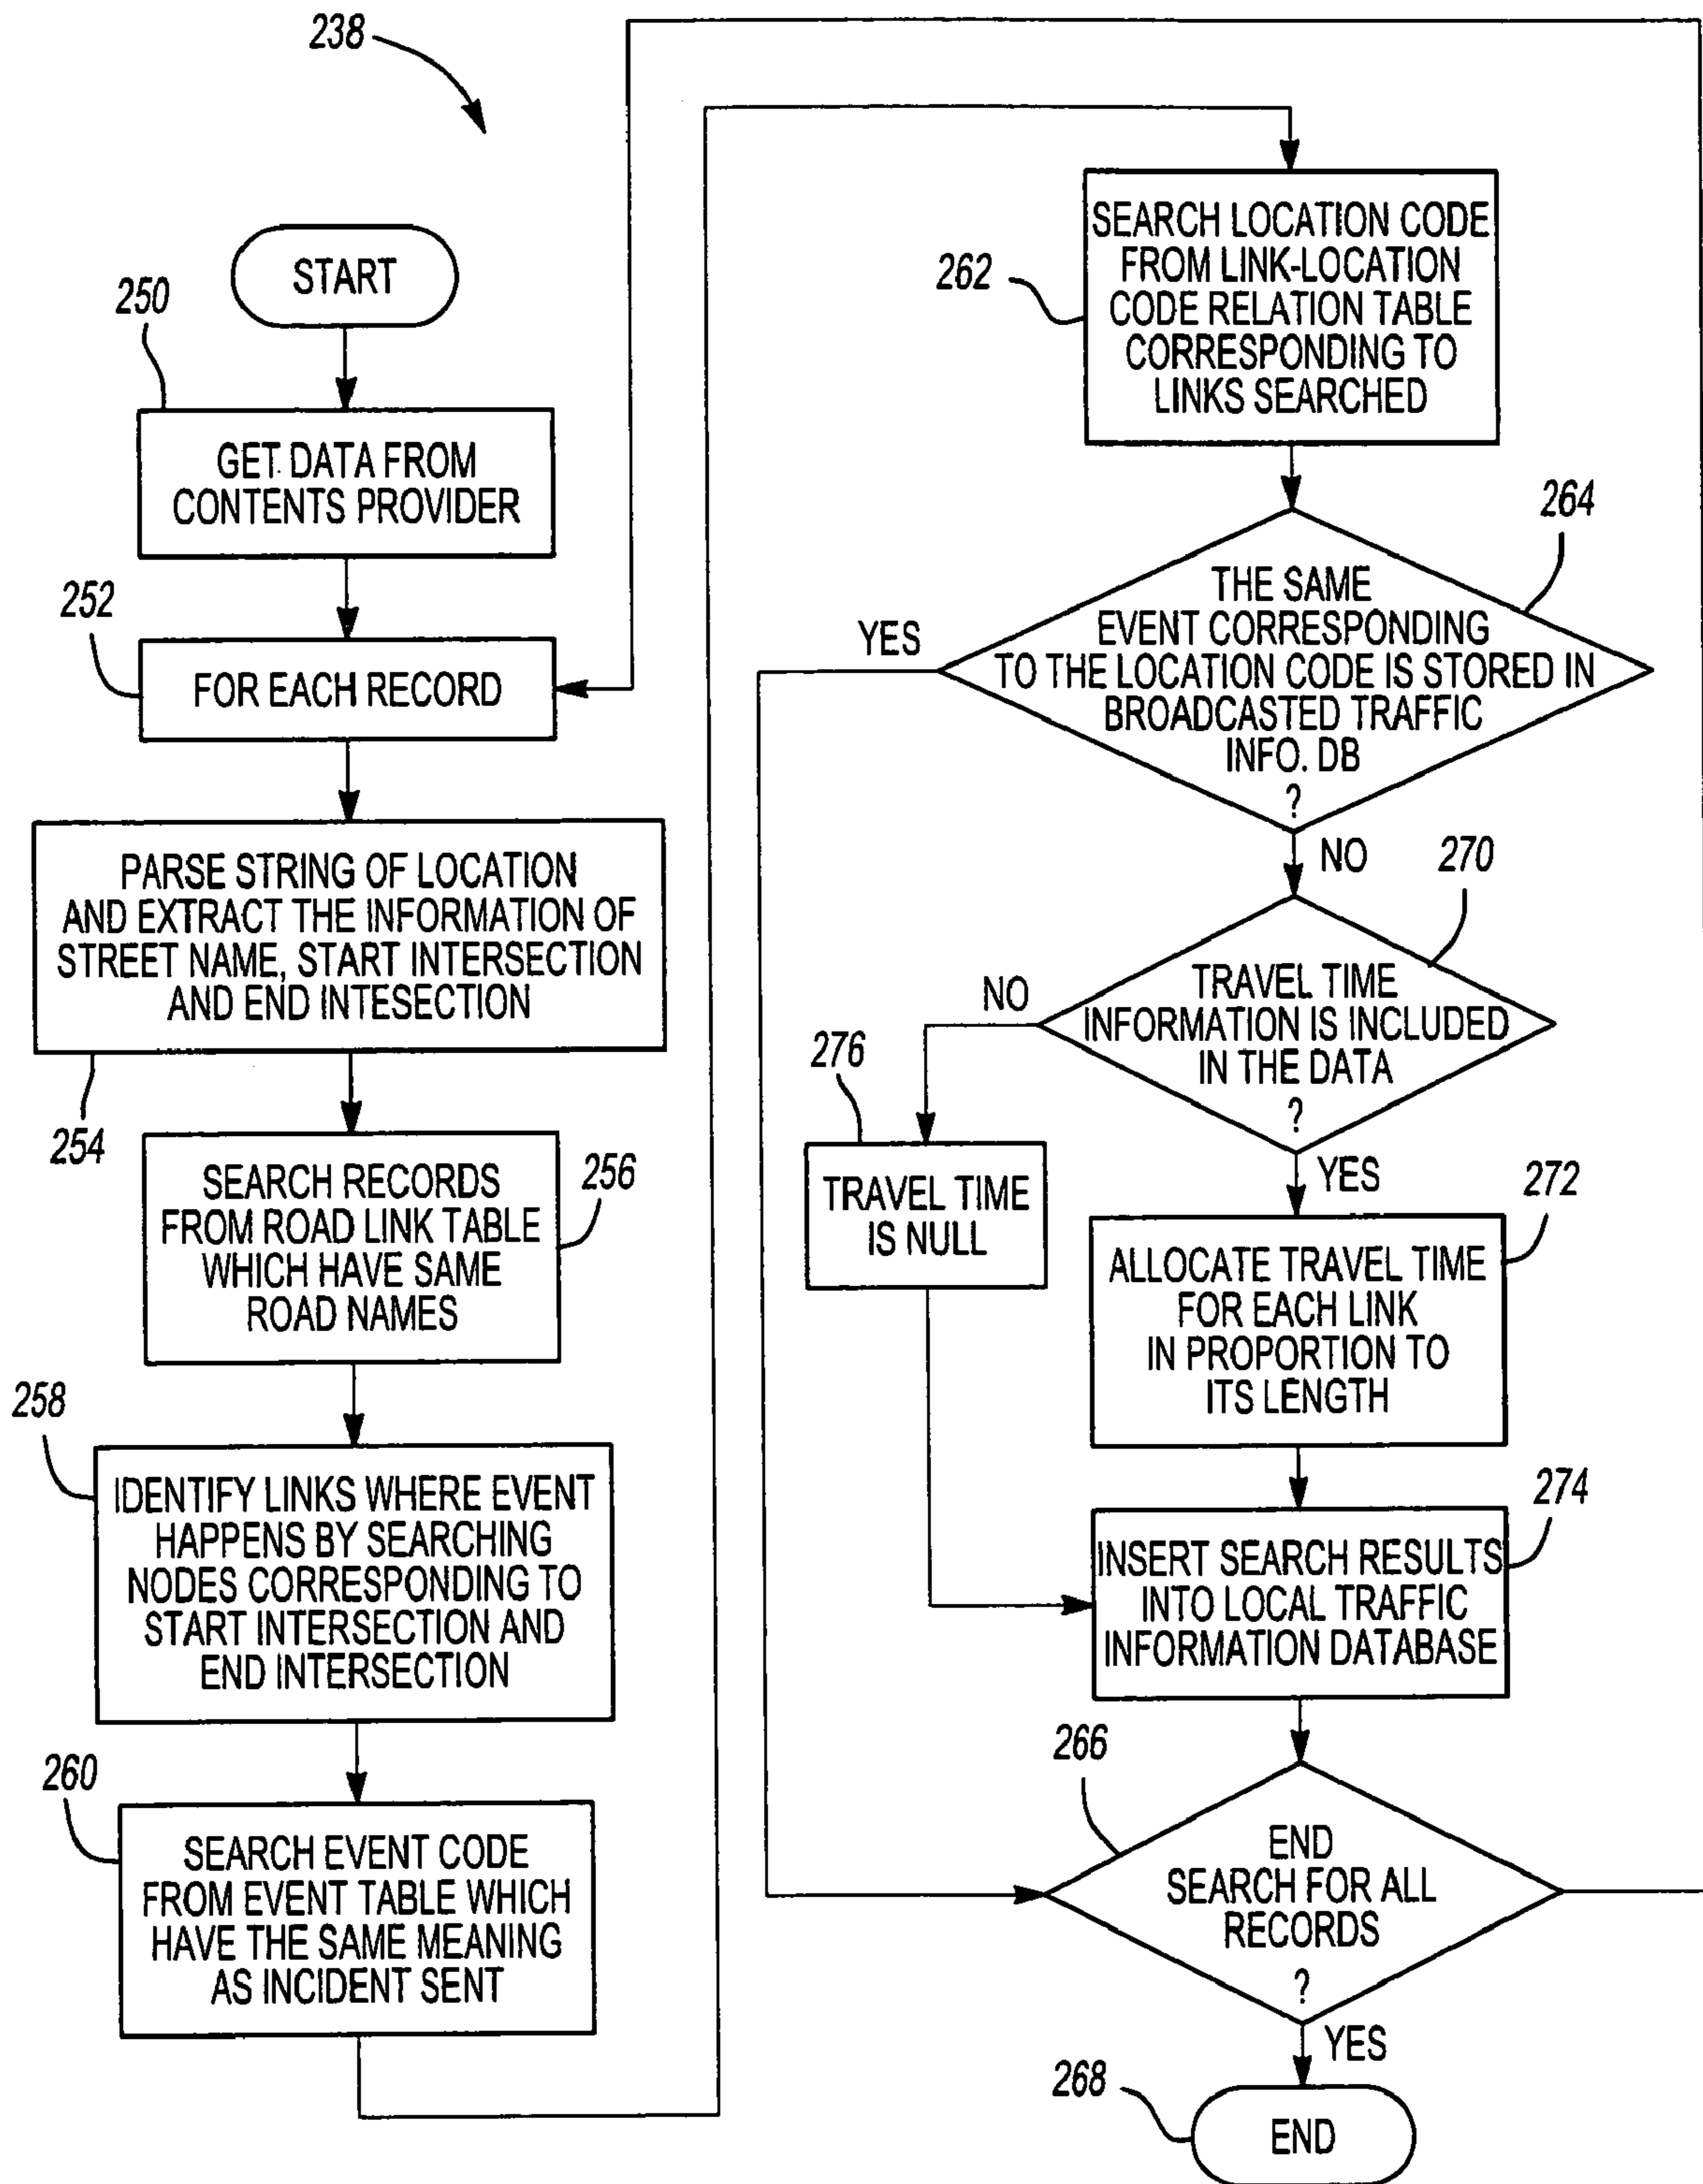 238
START
250
GET DATA FROM
CONTENTS PROVIDER
252
FOR EACH RECORD
PARSE STRING OF LOCATION
AND EXTRACT THE INFORMATION OF
STREET NAME, START INTERSECTION
AND END INTESECTION
254
SEARCH RECORDS
FROM ROAD LINK TABLE
WHICH HAVE SAME
ROAD NAMES
256
258
IDENTIFY LINKS WHERE EVENT
HAPPENS BY SEARCHING
NODES CORRESPONDING TO
START INTERSECTION AND
END INTERSECTION
260
SEARCH EVENT CODE
FROM EVENT TABLE WHICH
HAVE THE SAME MEANING
AS INCIDENT SENT
262
SEARCH LOCATION CODE
FROM LINK-LOCATION
CODE RELATION TABLE
CORRESPONDING TO
LINKS SEARCHED
264
THE SAME
EVENT CORRESPONDING
TO THE LOCATION CODE IS STORED IN
BROADCASTED TRAFFIC
INFO. DB
?
YES
NO
270
TRAVEL TIME
INFORMATION IS INCLUDED
IN THE DATA
?
NO
276
TRAVEL TIME
IS NULL
YES
272
ALLOCATE TRAVEL TIME
FOR EACH LINK
IN PROPORTION TO
ITS LENGTH
274
INSERT SEARCH RESULTS
INTO LOCAL TRAFFIC
INFORMATION DATABASE
266
END
SEARCH FOR ALL
RECORDS
?
YES
268
END